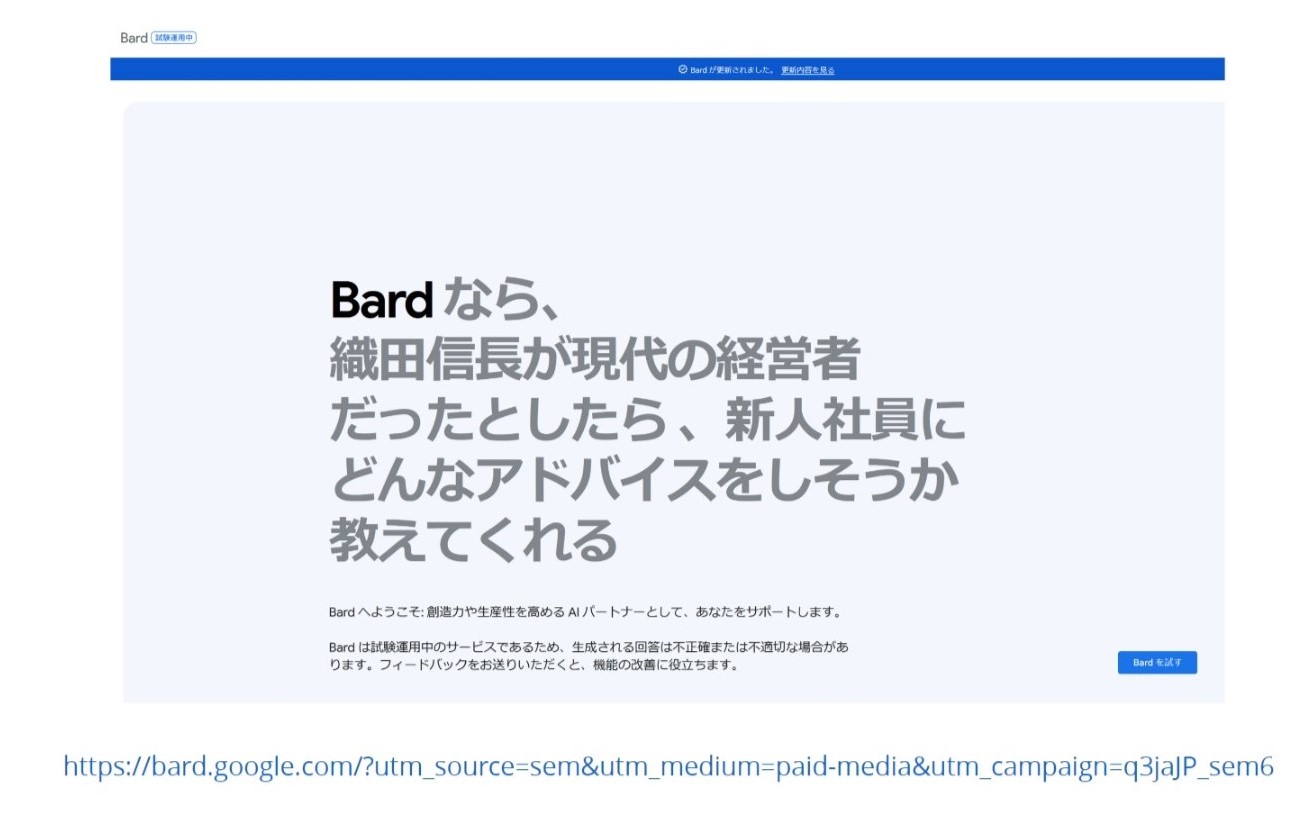 Bard 試験運用中
Bard が更新されました。 更新内容を見る
Bard なら、
織田信長が現代の経営者
だったとしたら 、新人社員に
どんなアドバイスをしそうか
教えてくれる
Bard へようこそ: 創造力や生産性を高める AI パートナーとして、あなたをサポートします。
Bard は試験運用中のサービスであるため、生成される回答は不正確または不適切な場合があ
ります。フィードバックをお送りいただくと、機能の改善に役立ちます。
Bard を試す
https://bard.google.com/?utm_source=sem&utm_medium=paid-media&utm_campaign=q3jaJP_sem6